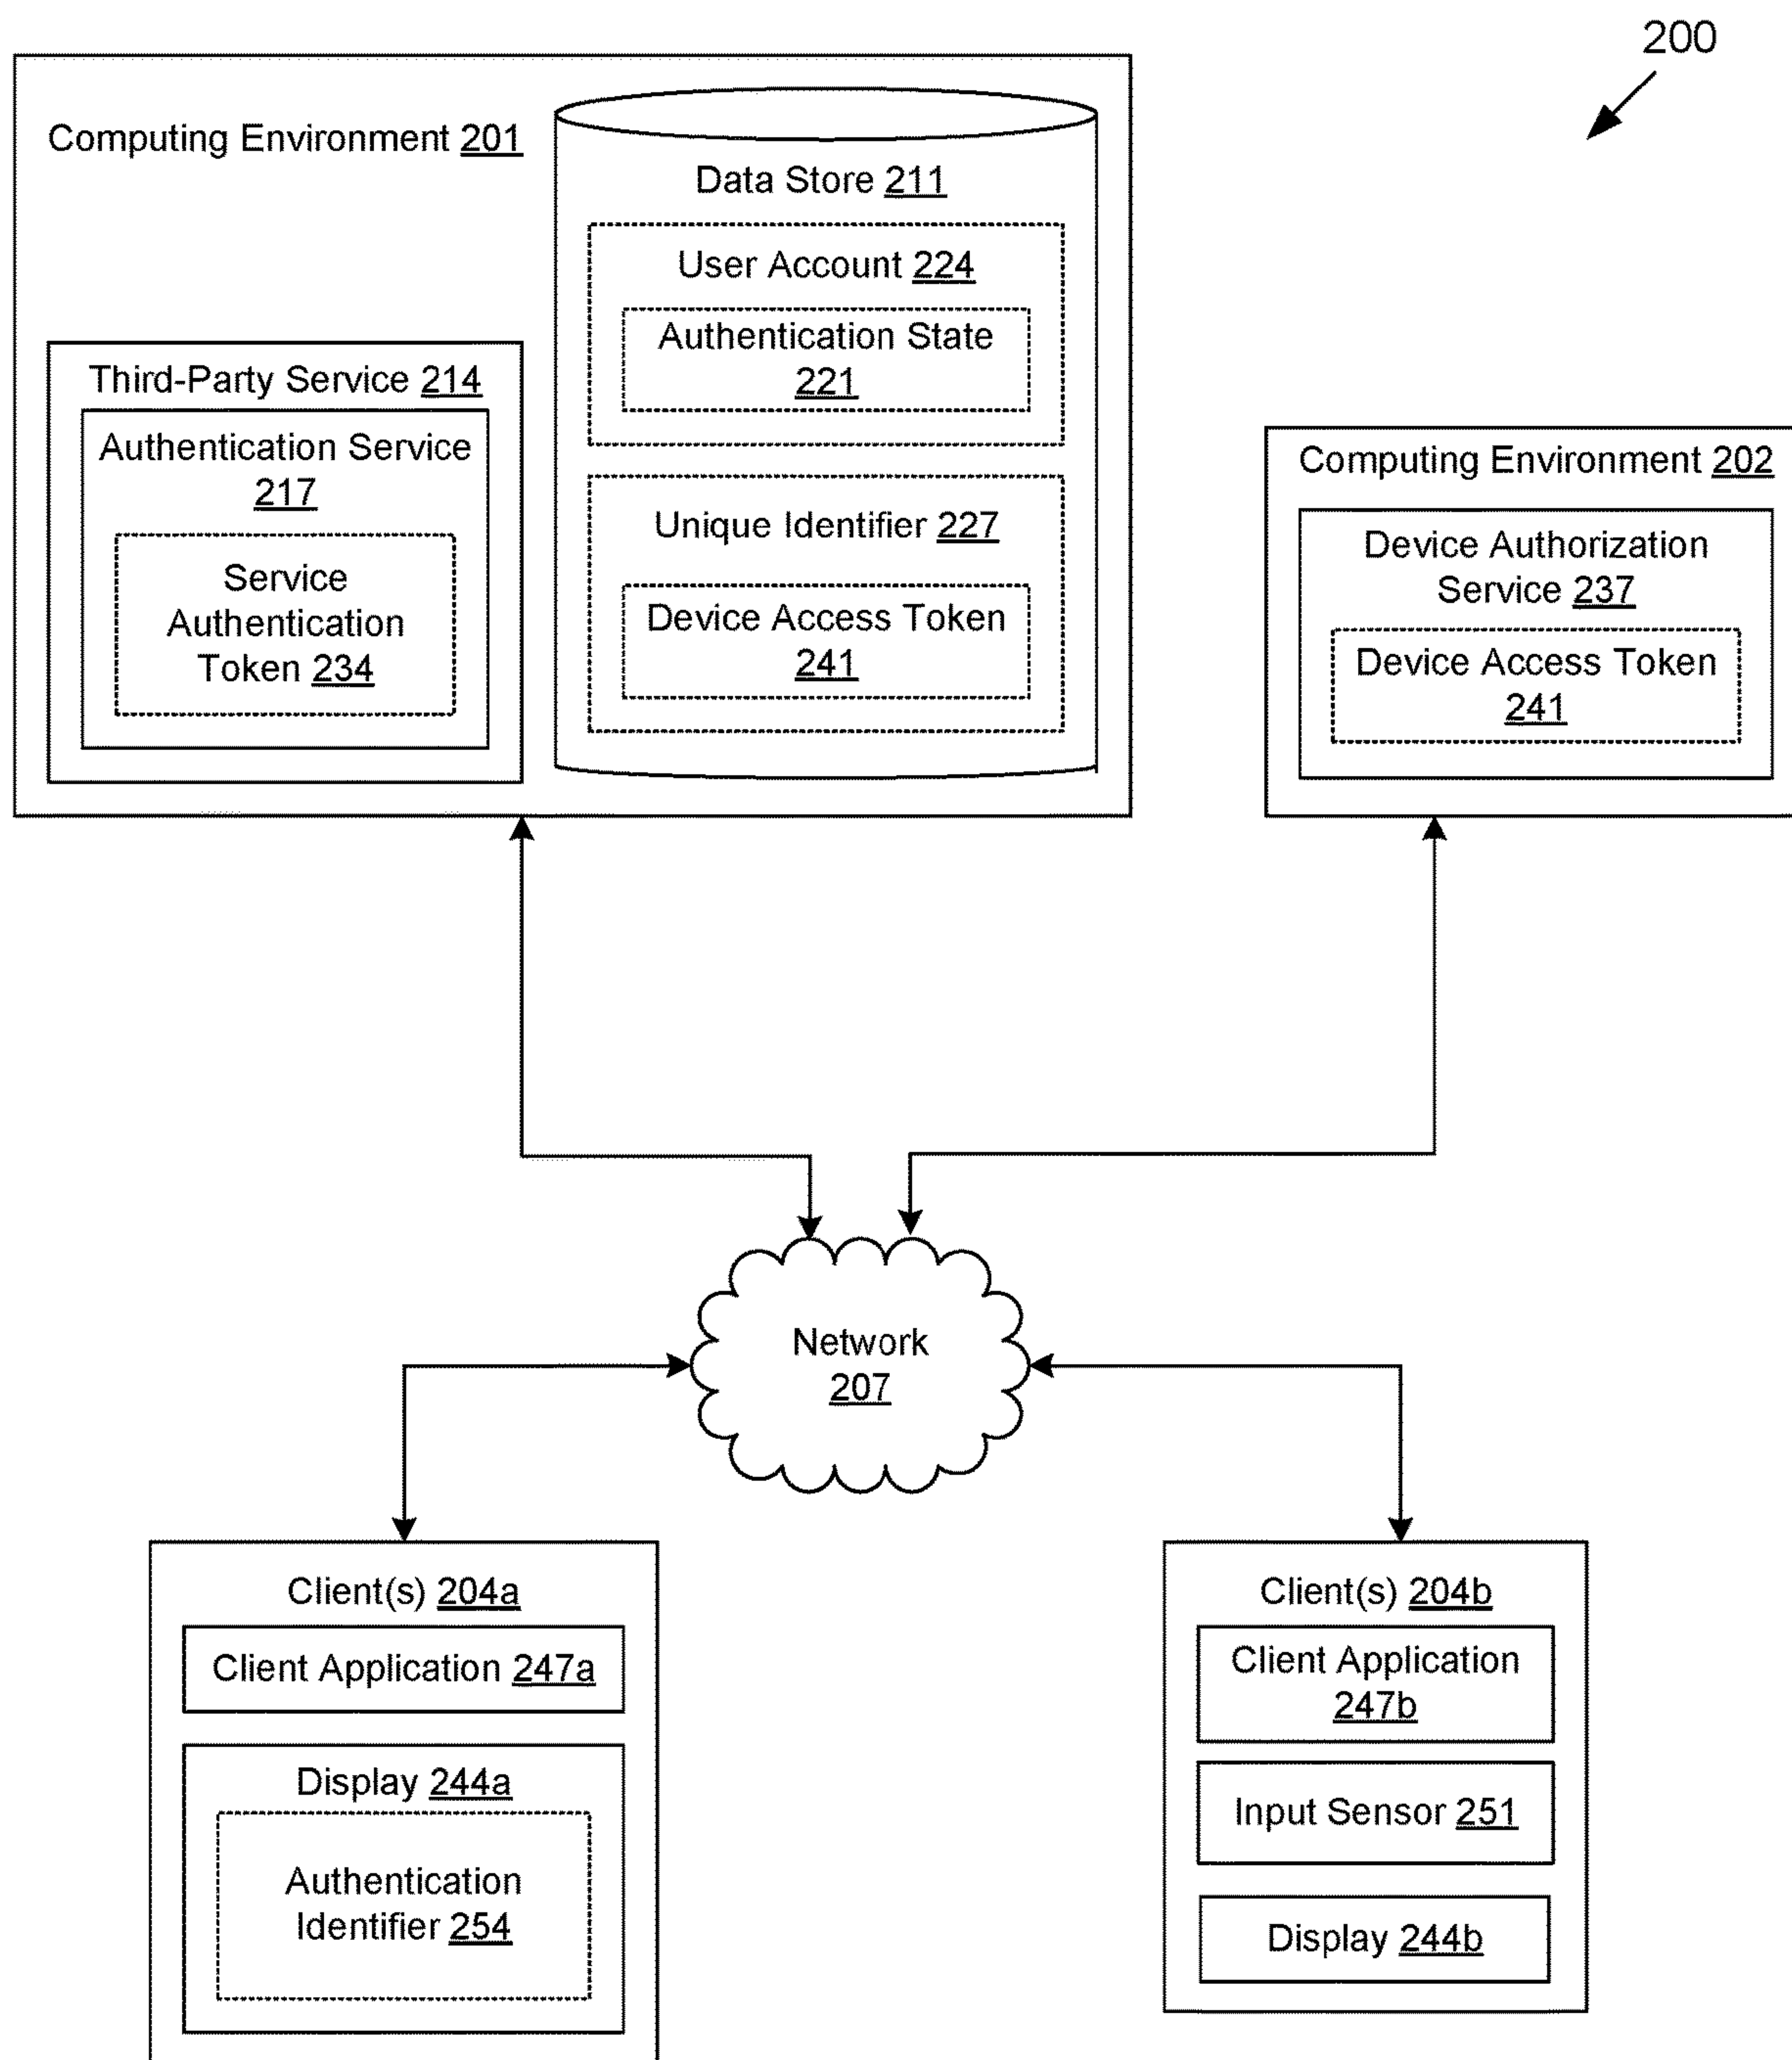 200
Computing Environment 201
Data Store 211
User Account 224
Authentication State
221
Unique Identifier 227
Device Access Token
241
Third-Party Service 214
Authentication Service
217
Service
Authentication
Token 234
Computing Environment 202
Device Authorization
Service 237
Device Access Token
241
Network
207
Client(s) 204a
Client Application 247a
Display 244a
Authentication
Identifier 254
Client(s) 204b
Client Application
247b
Input Sensor 251
Display 244b